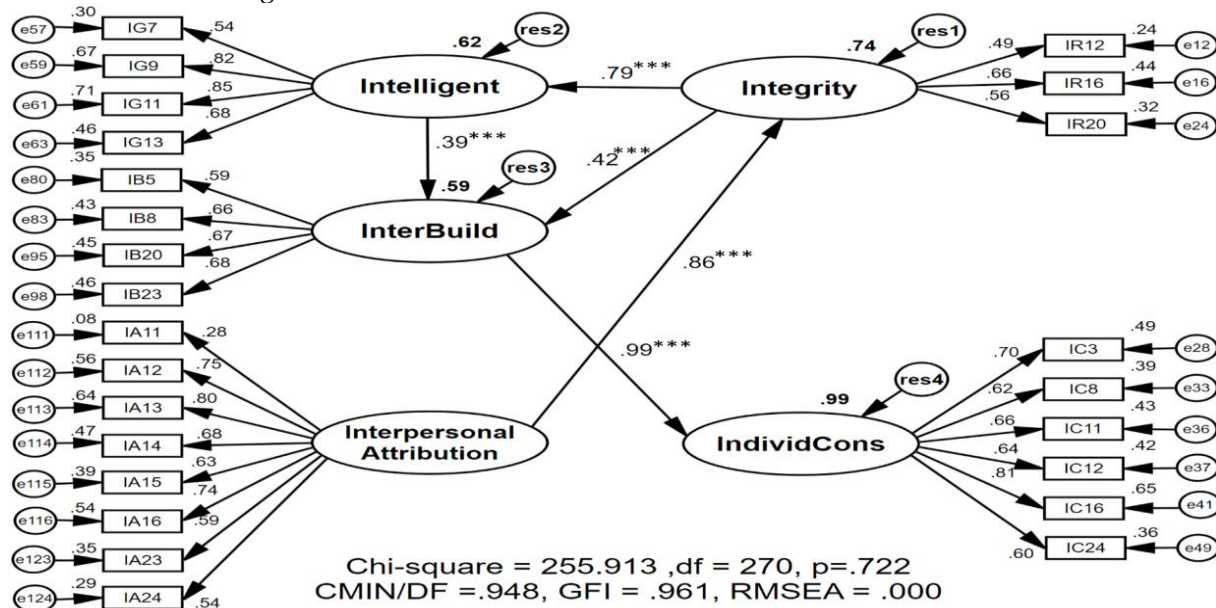 .30
e57
IG7
.54
.67
e59
IG9
.82
.71
e61
IG11
.85
.46
e63
IG13
.68
.35
e80
IB5
.59
.43
e83
IB8
.66
.45
e95
IB20
.67
.46
e98
IB23
.68
.08
e111
IA11
.28
.56
e112
IA12
.75
.64
e113
IA13
.80
.47
e114
IA14
.68
.39
e115
IA15
.63
.54
e116
IA16
.74
.35
e123
IA23
.59
.29
e124
IA24
.54
.62
res2
Intelligent
.79***
.74
res1
Integrity
.39***
.42***
.59
res3
InterBuild
.86***
.99***
Interpersonal
Attribution
.99
res4
IndividCons
.49
IR12
.24
e12
.66
IR16
.44
e16
.56
IR20
.32
e24
.70
IC3
.49
e28
.62
IC8
.39
e33
.66
IC11
.43
e36
.64
IC12
.42
e37
.81
IC16
.65
e41
.60
IC24
.36
e49
Chi-square = 255.913 ,df = 270, p=.722
CMIN/DF =.948, GFI = .961, RMSEA = .000